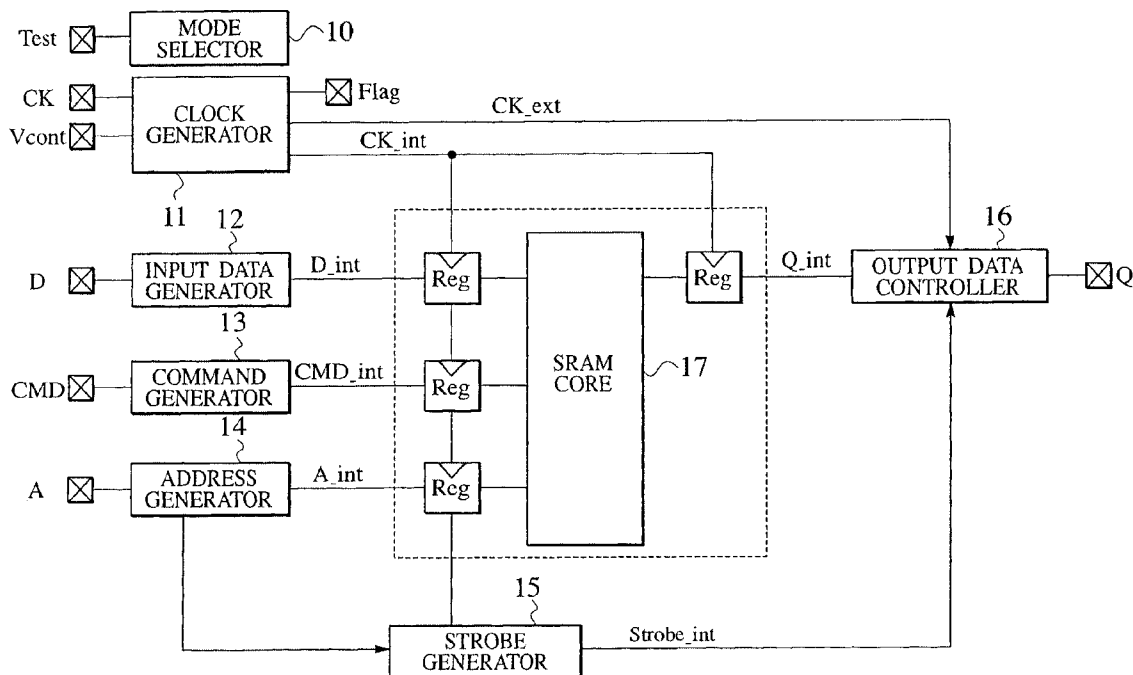 Test
MODE
SELECTOR
10
CK
Vcont
CLOCK
GENERATOR
11
Flag
CK_ext
CK_int
12
D
INPUT DATA
GENERATOR
D_int
Reg
SRAM
CORE
17
Reg
Q_int
16
OUTPUT DATA
CONTROLLER
Q
13
CMD
COMMAND
GENERATOR
CMD_int
Reg
14
A
ADDRESS
GENERATOR
A_int
Reg
15
STROBE
GENERATOR
Strobe_int